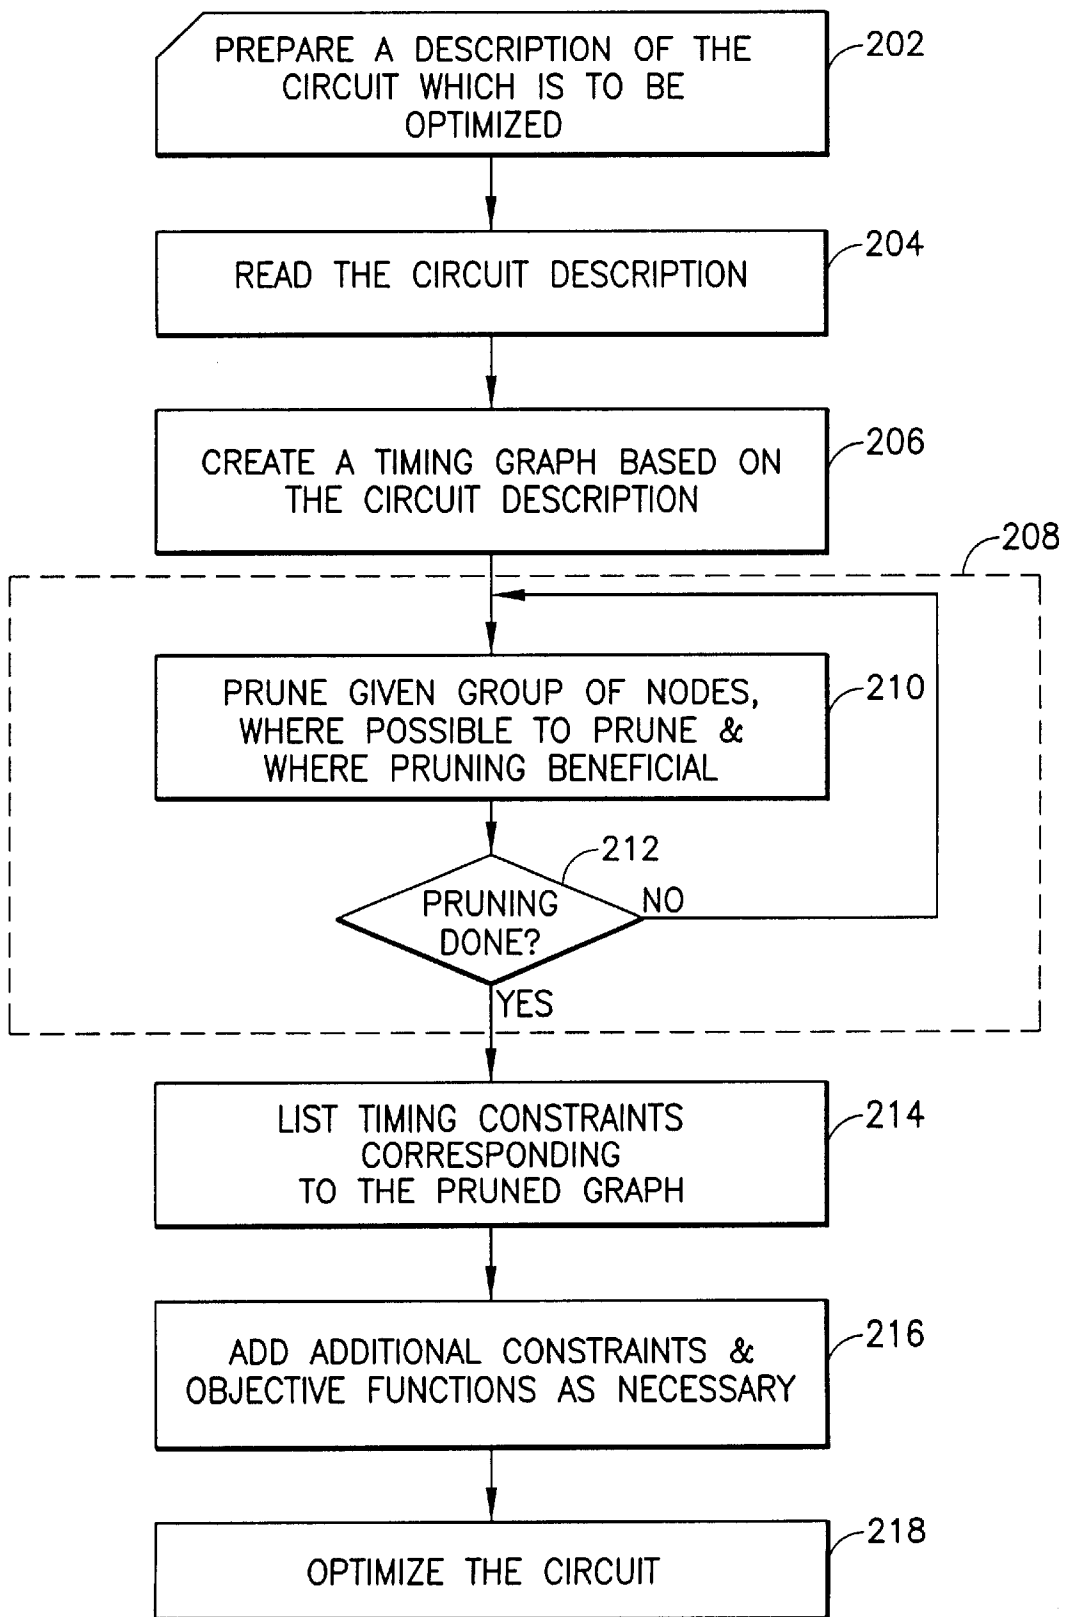 PREPARE A DESCRIPTION OF THE
CIRCUIT WHICH IS TO BE
OPTIMIZED
202
READ THE CIRCUIT DESCRIPTION
204
CREATE A TIMING GRAPH BASED ON
THE CIRCUIT DESCRIPTION
206
208
PRUNE GIVEN GROUP OF NODES,
WHERE POSSIBLE TO PRUNE &
WHERE PRUNING BENEFICIAL
210
PRUNING
DONE?
212
NO
YES
LIST TIMING CONSTRAINTS
CORRESPONDING
TO THE PRUNED GRAPH
214
ADD ADDITIONAL CONSTRAINTS &
OBJECTIVE FUNCTIONS AS NECESSARY
216
OPTIMIZE THE CIRCUIT
218